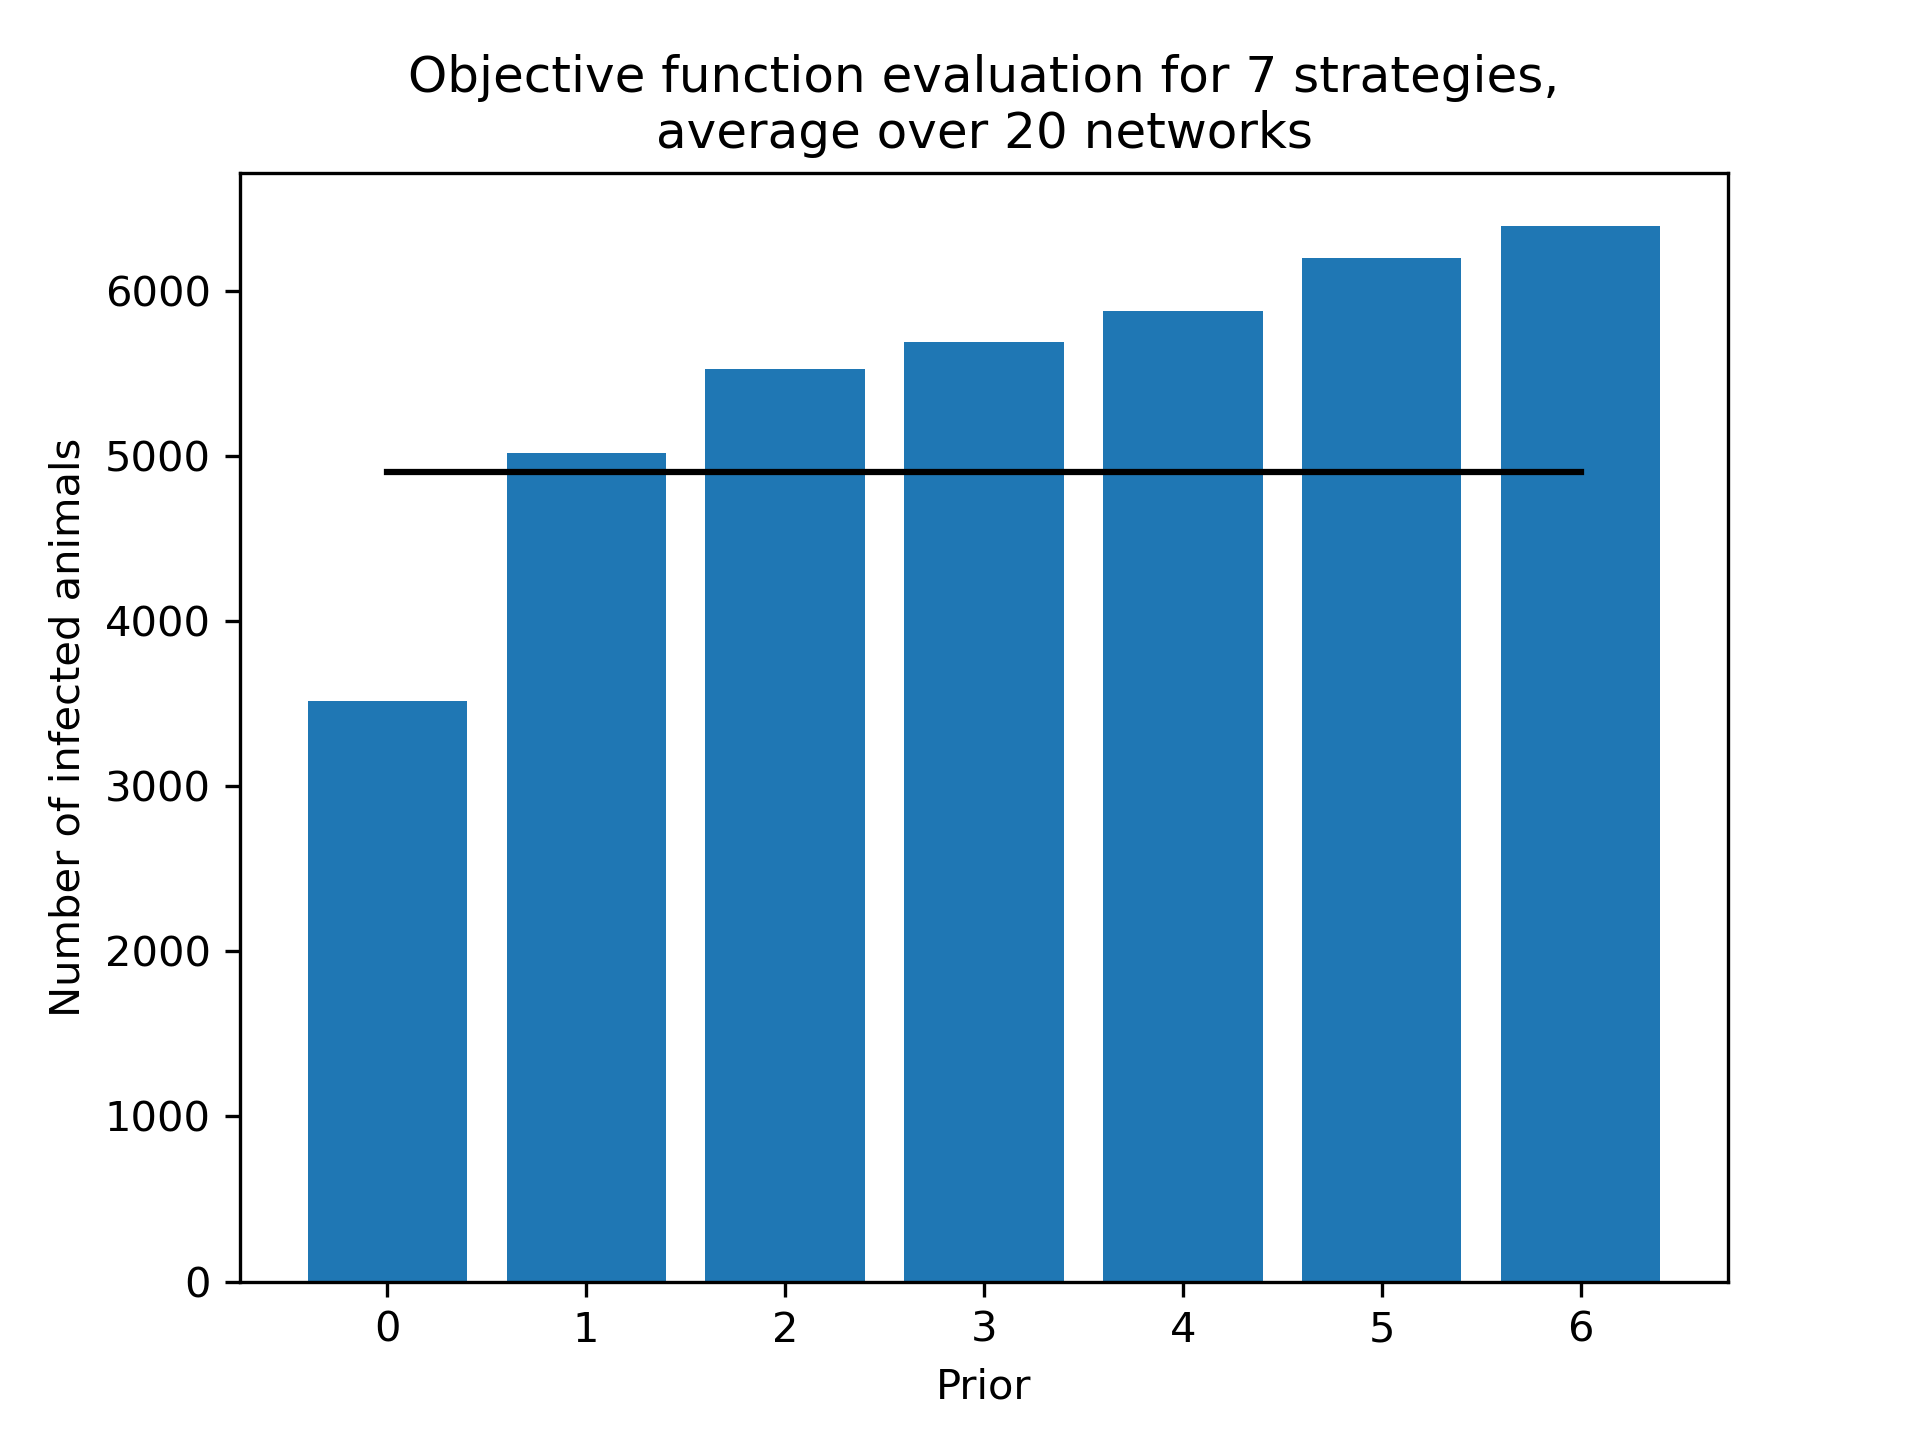 Objective function evaluation for 7 strategies,
average over 20 networks
Number of infected animals
6000
5000
4000
3000
2000
1000
0
0 1 2 3 4 5 6
Prior